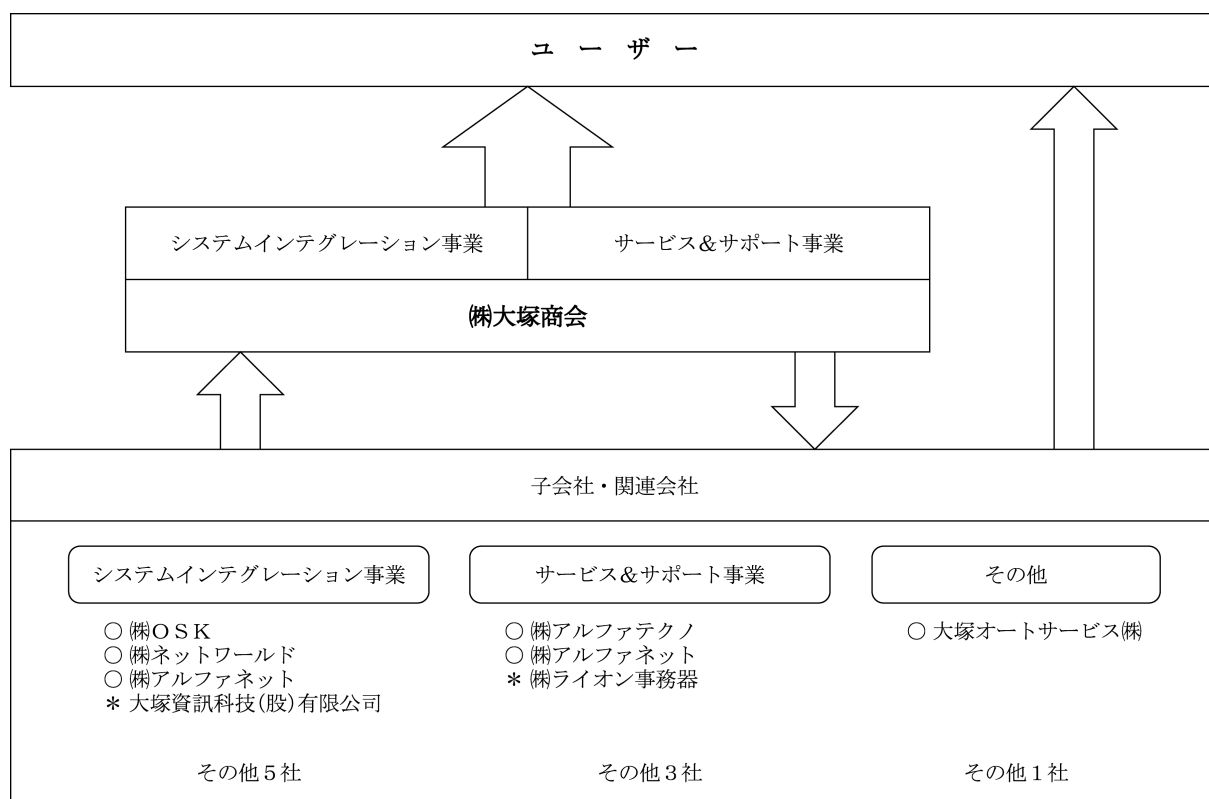 ユーザー
システムインテグレーション事業
サービス＆サポート事業
㈱大塚商会
子会社・関連会社
システムインテグレーション事業
○ ㈱ＯＳＫ
○ ㈱ネットワールド
○ ㈱アルファネット
＊ 大塚資訊科技(股)有限公司
その他５社
サービス＆サポート事業
○ ㈱アルファテクノ
○ ㈱アルファネット
＊ ㈱ライオン事務器
その他３社
その他
○ 大塚オートサービス㈱
その他１社